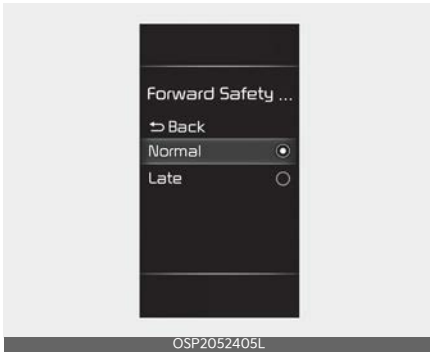 Forward Safety ...
Back
Normal
Late
OSP2052405L